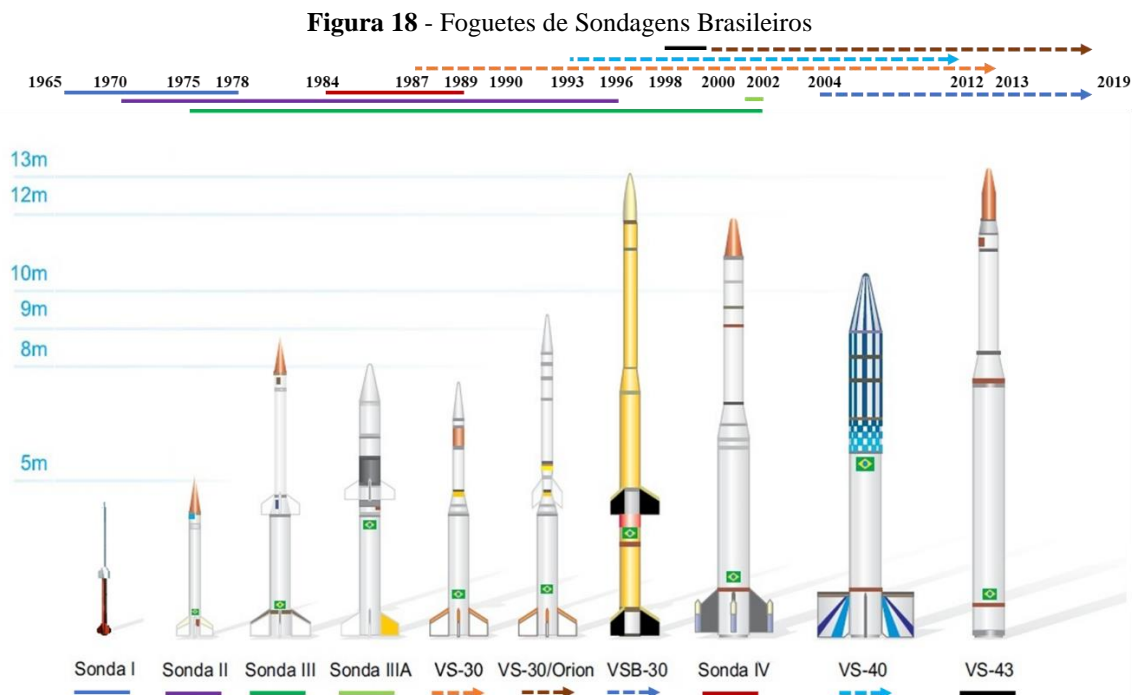 Figura 18 - Foguetes de Sondagens Brasileiros
1965 1970 1975 1978 1984 1987 1989 1990 1993 1996 1998 2000 2002 2004 2012 2013 2019
13m
12m
10m
9m
8m
5m
Sonda I Sonda II Sonda III Sonda IIIA VS-30 VS-30/Orion VSB-30 Sonda IV VS-40 VS-43